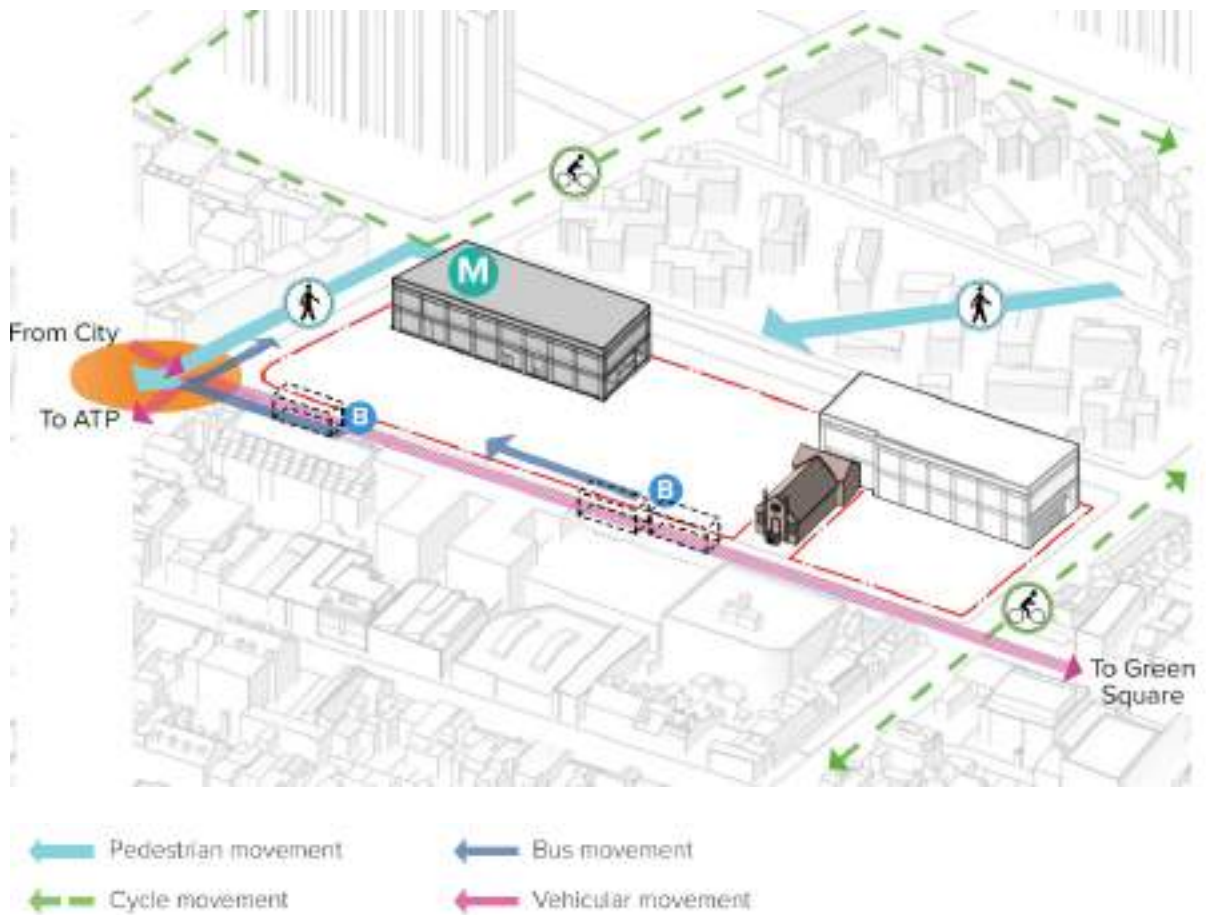 M
From City
To ATP
B
B
To Green
Square
Pedestrian movement
Bus movement
Cycle movement
Vehicular movement